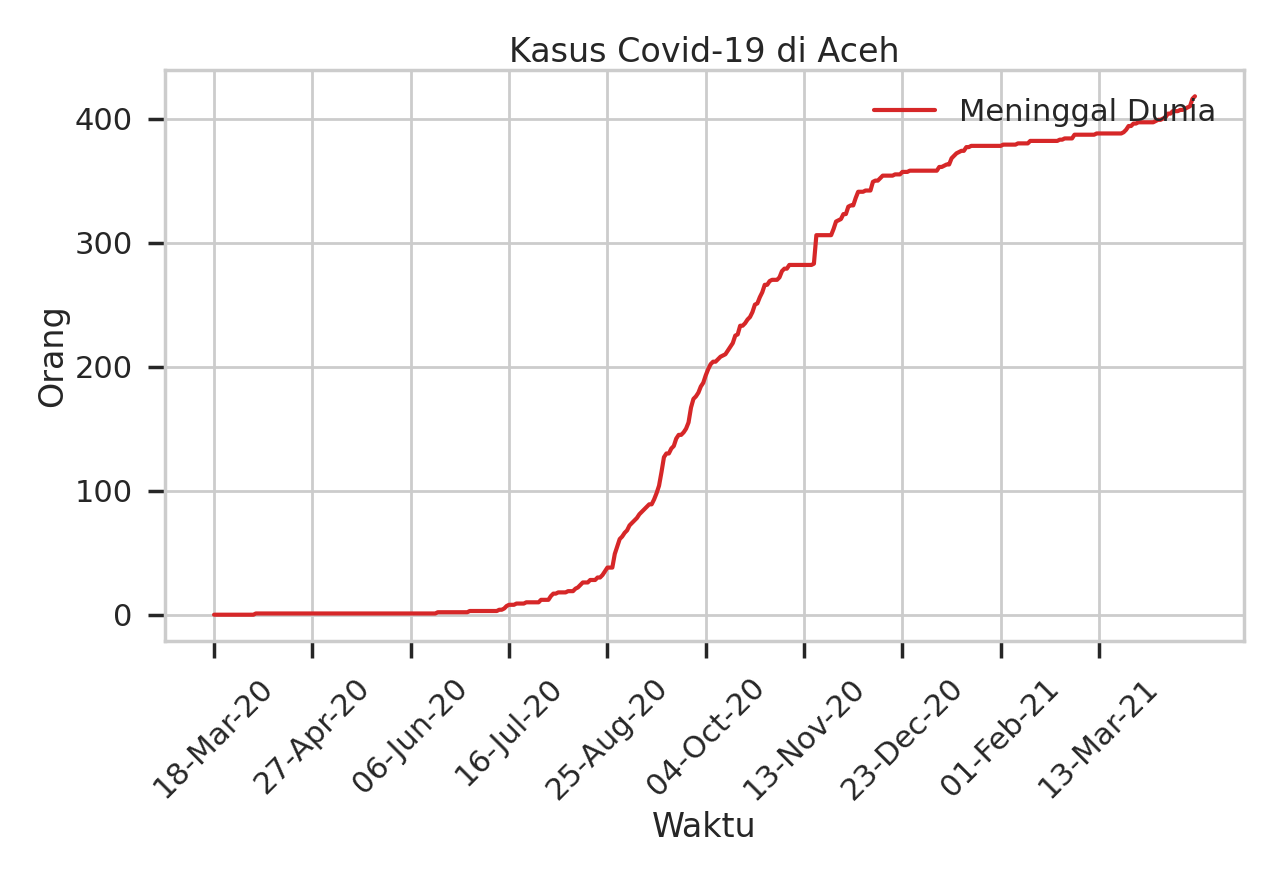 Kasus Covid-19 di Aceh
Meninggal Dunia
Orang
400
300
200
100
0
18-Mar-20
27-Apr-20
06-Jun-20
16-Jul-20
25-Aug-20
04-Oct-20
13-Nov-20
23-Dec-20
01-Feb-21
13-Mar-21
Waktu